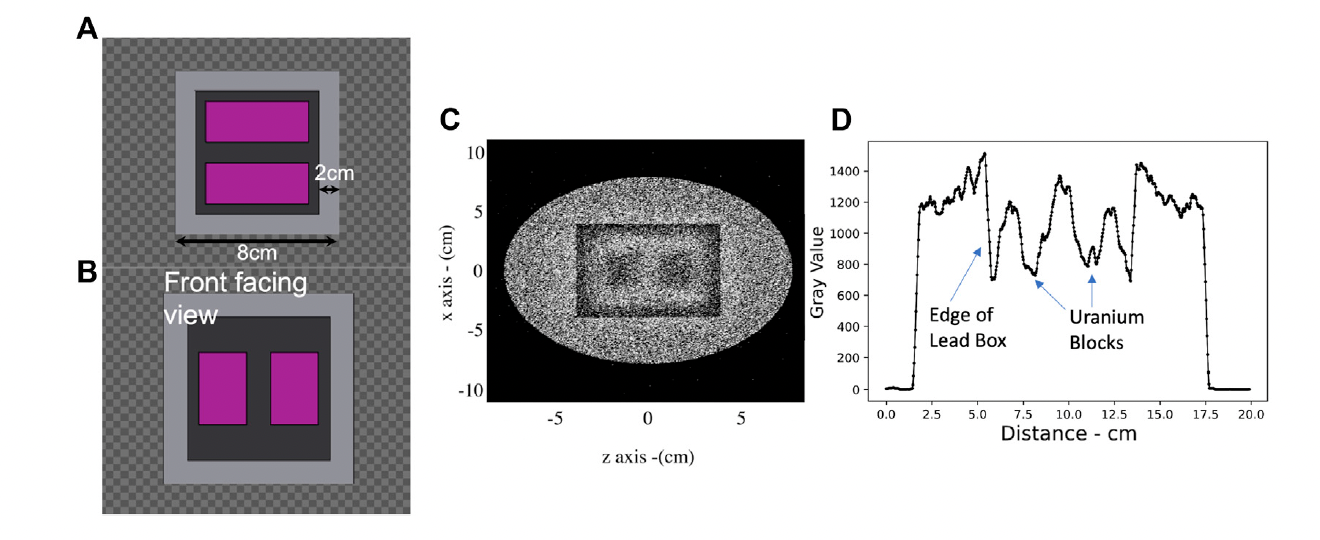 A
2cm
8cm
B
Front facing
view
C
10
5
0
-5
-10
x axis - (cm)
-5
0
5
z axis -(cm)
D
1400
1200
1000
800
600
400
200
0
Gray Value
Edge of
Lead Box
Uranium
Blocks
0.0
2.5
5.0
7.5
10.0
12.5
15.0
17.5
20.0
Distance - cm